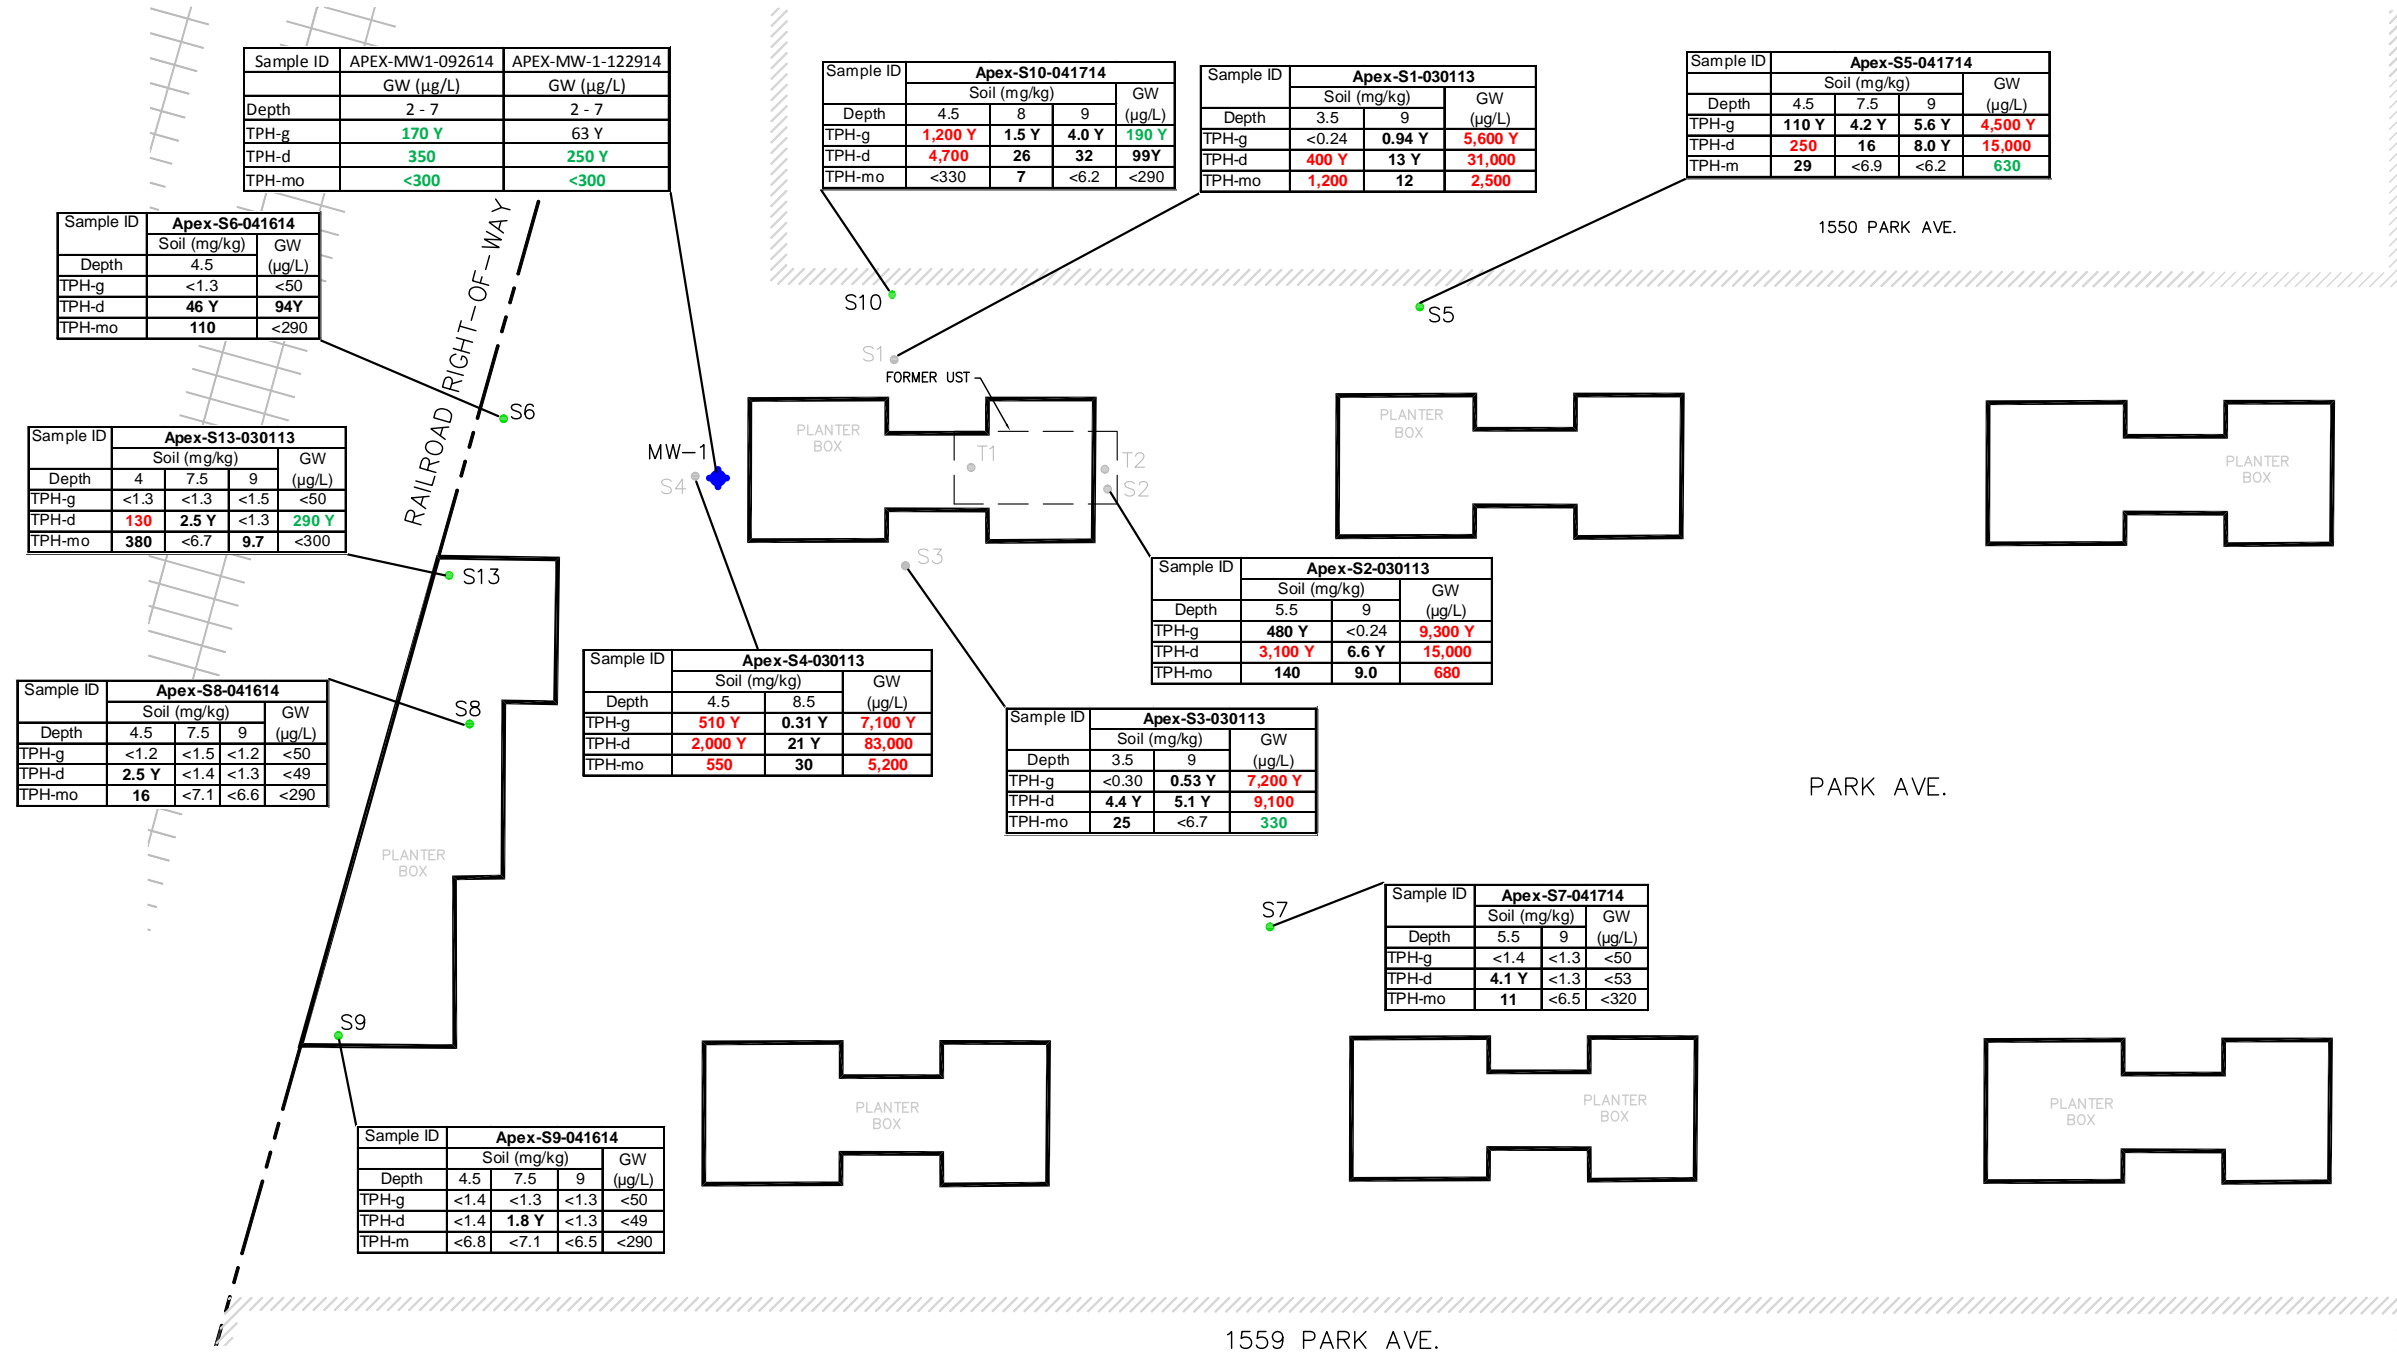 Sample ID APEX-MW1-092614 APEX-MW-1-122914
GW (µg/L) GW (µg/L)
Depth 2 - 7 2 - 7
TPH-g 170 Y 63 Y
TPH-d 350 250 Y
TPH-mo <300 <300
Sample ID Apex-S10-041714
Soil (mg/kg) GW
Depth 4.5 8 9 (µg/L)
TPH-g 1,200 Y 1.5 Y 4.0 Y 190 Y
TPH-d 4,700 26 32 99Y
TPH-mo <330 7 <6.2 <290
Sample ID Apex-S1-030113
Soil (mg/kg) GW
Depth 3.5 9 (µg/L)
TPH-g <0.24 0.94 Y 5,600 Y
TPH-d 400 Y 13 Y 31,000
TPH-mo 1,200 12 2,500
Sample ID Apex-S5-041714
Soil (mg/kg) GW
Depth 4.5 7.5 9 (µg/L)
TPH-g 110 Y 4.2 Y 5.6 Y 4,500 Y
TPH-d 250 16 8.0 Y 15,000
TPH-m 29 <6.9 <6.2 630
1550 PARK AVE.
Sample ID Apex-S6-041614
Soil (mg/kg) GW
Depth 4.5 (µg/L)
TPH-g <1.3 <50
TPH-d 46 Y 94Y
TPH-mo 110 <290
RAILROAD RIGHT-OF-WAY
S10
S5
S1
FORMER UST
S6
PLANTER
BOX
PLANTER
BOX
PLANTER
BOX
MW-1
S4
T1
T2
S2
Sample ID Apex-S13-030113
Soil (mg/kg) GW
Depth 4 7.5 9 (µg/L)
TPH-g <1.3 <1.3 <1.5 <50
TPH-d 130 2.5 Y <1.3 290 Y
TPH-mo 380 <6.7 9.7 <300
S13
S3
Sample ID Apex-S2-030113
Soil (mg/kg) GW
Depth 5.5 9 (µg/L)
TPH-g 480 Y <0.24 9,300 Y
TPH-d 3,100 Y 6.6 Y 15,000
TPH-mo 140 9.0 680
Sample ID Apex-S8-041614
Soil (mg/kg) GW
Depth 4.5 7.5 9 (µg/L)
TPH-g <1.2 <1.5 <1.2 <50
TPH-d 2.5 Y <1.4 <1.3 <49
TPH-mo 16 <7.1 <6.6 <290
S8
Sample ID Apex-S4-030113
Soil (mg/kg) GW
Depth 4.5 8.5 (µg/L)
TPH-g 510 Y 0.31 Y 7,100 Y
TPH-d 2,000 Y 21 Y 83,000
TPH-mo 550 30 5,200
Sample ID Apex-S3-030113
Soil (mg/kg) GW
Depth 3.5 9 (µg/L)
TPH-g <0.30 0.53 Y 7,200 Y
TPH-d 4.4 Y 5.1 Y 9,100
TPH-mo 25 <6.7 330
PARK AVE.
PLANTER
BOX
S7
Sample ID Apex-S7-041714
Soil (mg/kg) GW
Depth 5.5 9 (µg/L)
TPH-g <1.4 <1.3 <50
TPH-d 4.1 Y <1.3 <53
TPH-mo 11 <6.5 <320
S9
PLANTER
BOX
PLANTER
BOX
PLANTER
BOX
Sample ID Apex-S9-041614
Soil (mg/kg) GW
Depth 4.5 7.5 9 (µg/L)
TPH-g <1.4 <1.3 <1.3 <50
TPH-d <1.4 1.8 Y <1.3 <49
TPH-m <6.8 <7.1 <6.5 <290
1559 PARK AVE.